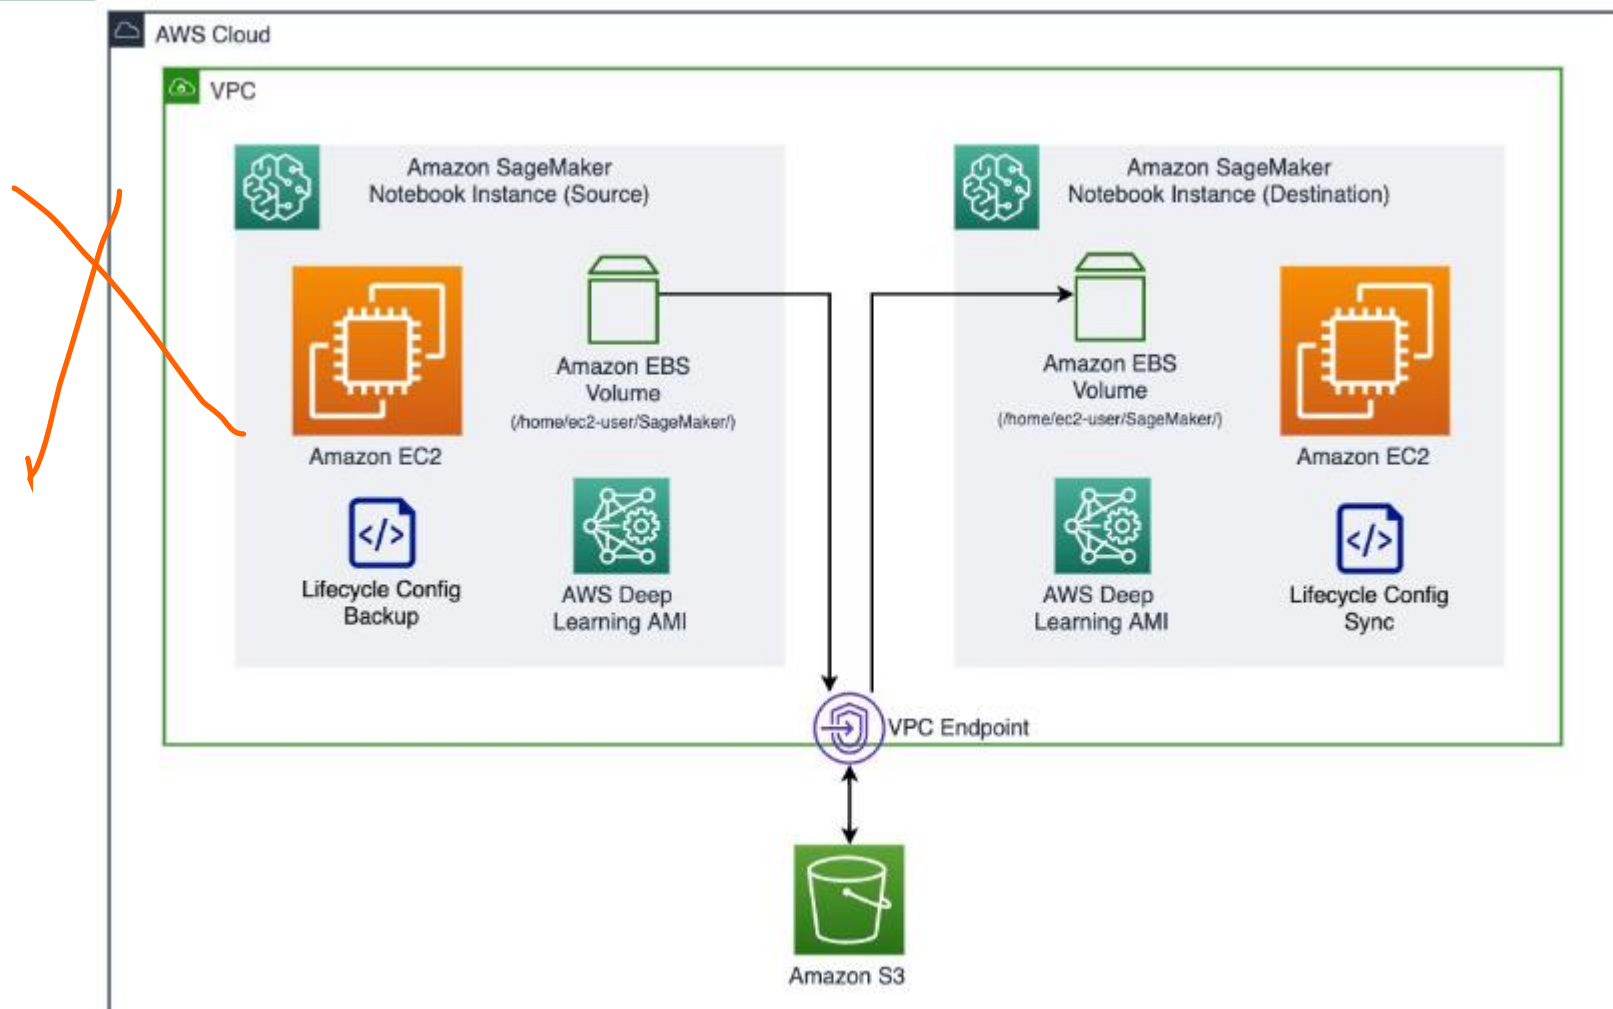 AWS Cloud
VPC
Amazon SageMaker
Notebook Instance (Source)
Amazon EBS
Volume
(/home/ec2-user/SageMaker/)
Amazon EC2
</>
Lifecycle Config
Backup
AWS Deep
Learning AMI
Amazon SageMaker
Notebook Instance (Destination)
Amazon EBS
Volume
(/home/ec2-user/SageMaker/)
Amazon EC2
AWS Deep
Learning AMI
</>
Lifecycle Config
Sync
VPC Endpoint
Amazon S3